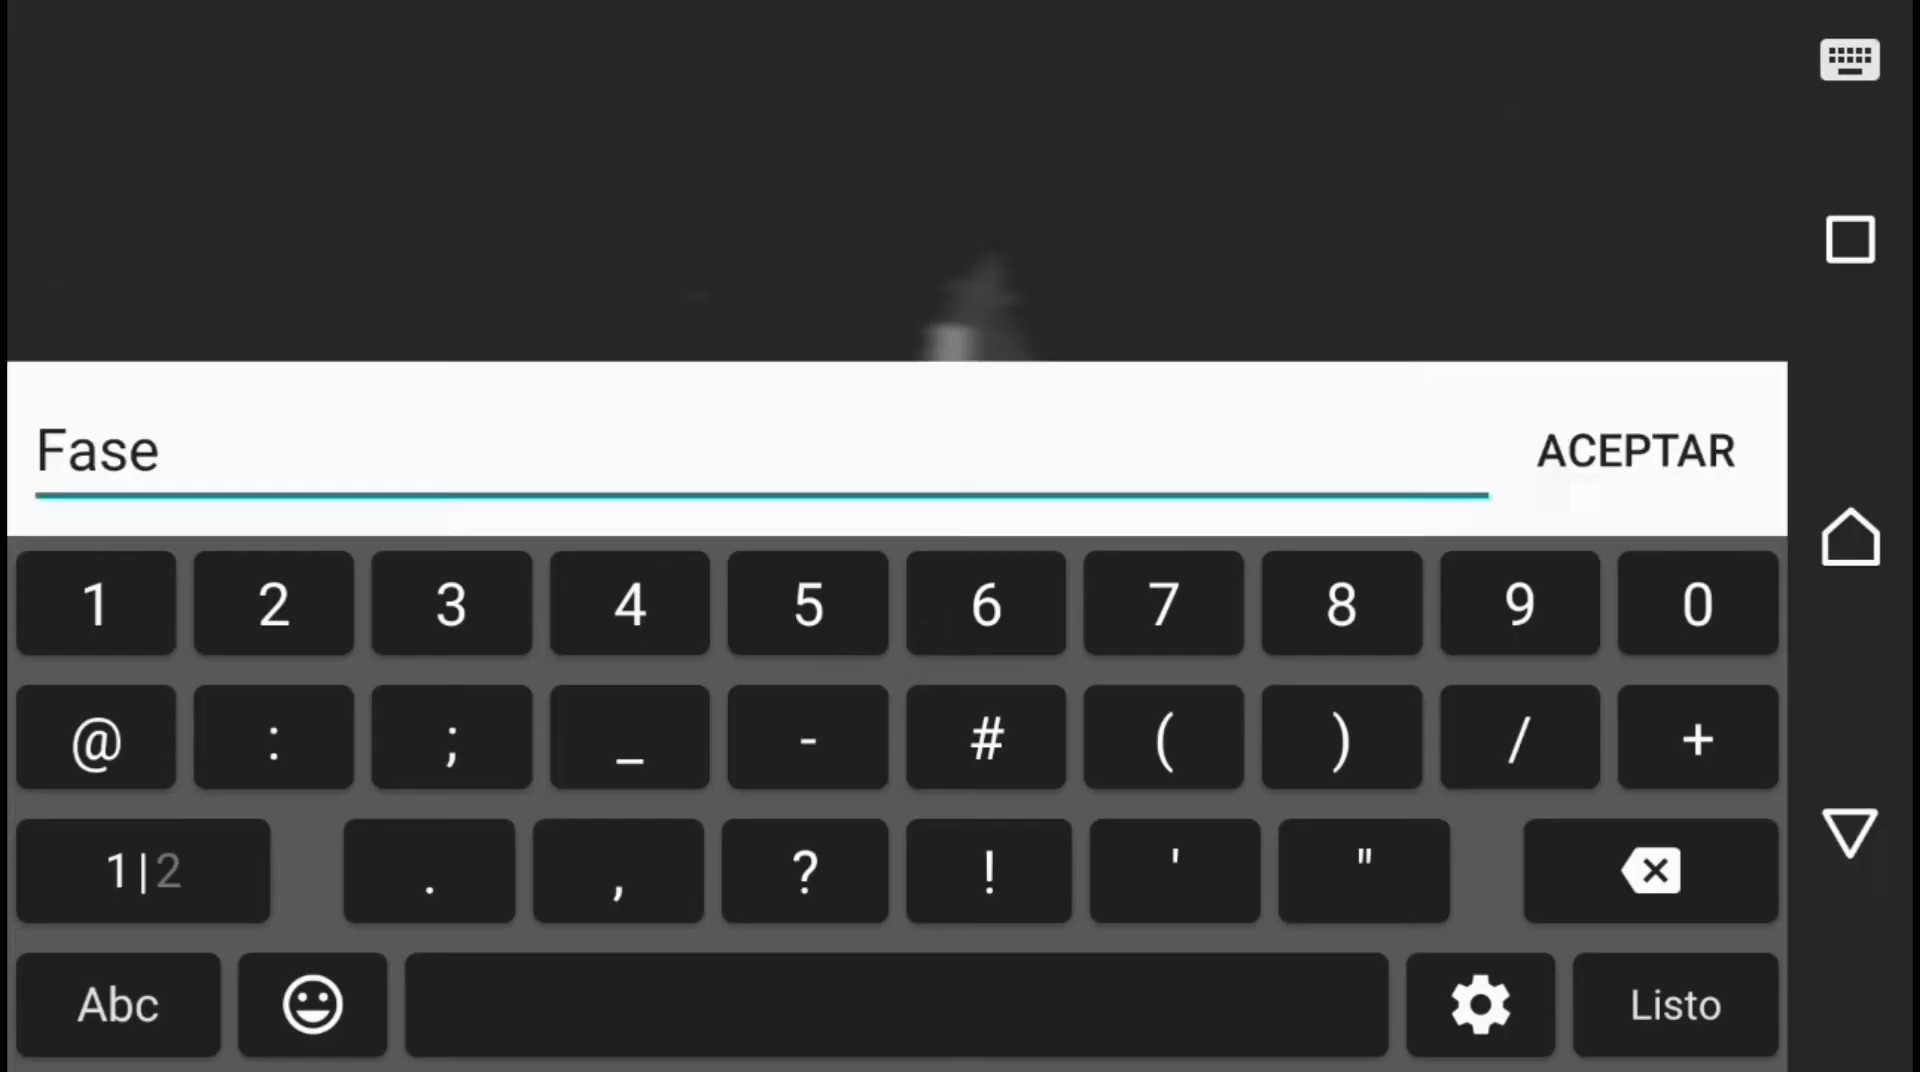 Fase
ACEPTAR
1 2 3 4 5 6 7 8 9 0
@ : ; _ - # ( ) / +
1|2 . , ? ! ' "
Abc Listo